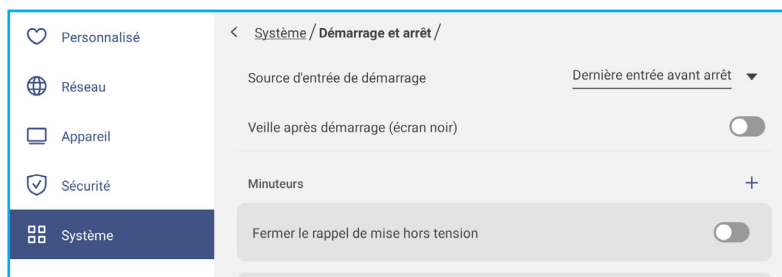 Personnalisé
Réseau
Appareil
Sécurité
Système
< Système / Démarrage et arrêt /
Source d'entrée de démarrage Dernière entrée avant arrêt
Veille après démarrage (écran noir)
Minuteurs +
Fermer le rappel de mise hors tension